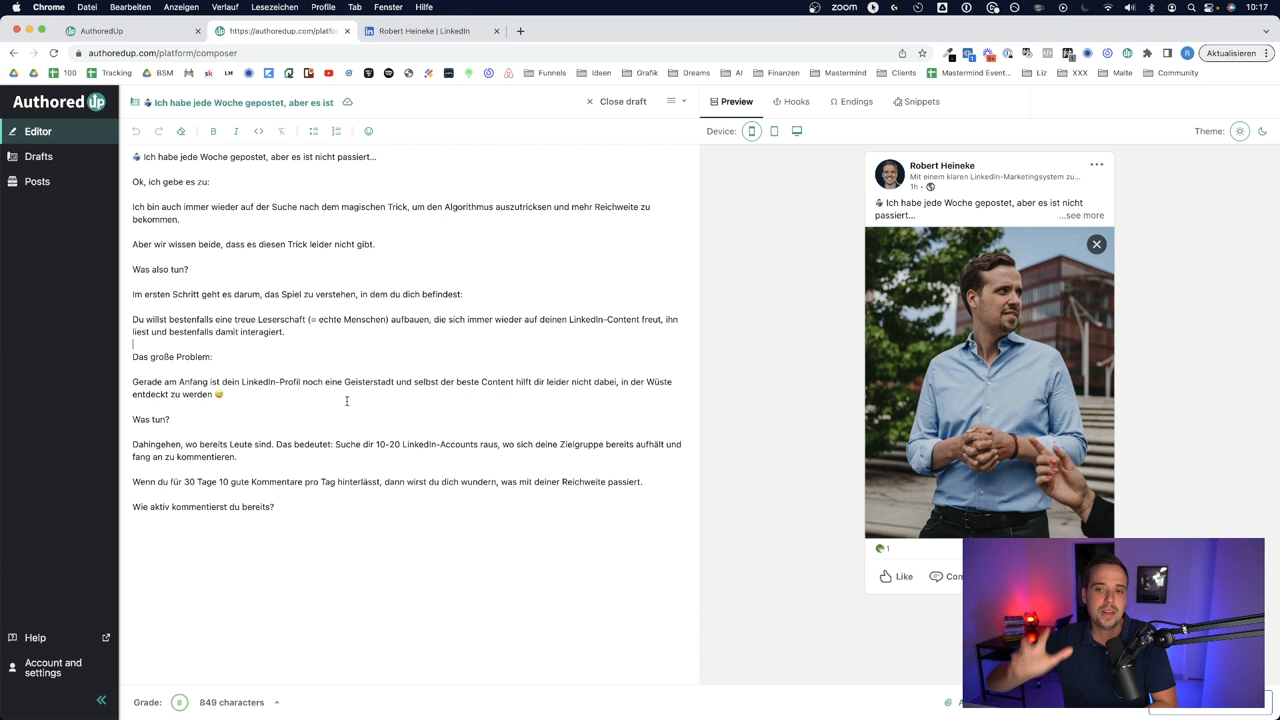 Chrome Datei Bearbeiten Ansicht Verlauf Lesezeichen Profile Tab Fenster Hilfe ZOOM 10:17
AuthoredUp https://authoredup.com/platfo Robert Heineke | LinkedIn
authoredup.com/platform/composer Aktualisieren
100 Tracking BSM Funnels Ideen Grafik Dreams AI Finanzen Mastermind Clients Mastermind Event... Liz XXX Malte Community
Authored Up
Ich habe jede Woche gepostet, aber es ist
Close draft
Preview Hooks Endings Snippets
Editor
Drafts
Posts
Device: Theme:
Ich habe jede Woche gepostet, aber es ist nicht passiert...
Ok, ich gebe es zu:
Ich bin auch immer wieder auf der Suche nach dem magischen Trick, um den Algorithmus auszutricksen und mehr Reichweite zu
bekommen.
Aber wir wissen beide, dass es diesen Trick leider nicht gibt.
Was also tun?
Im ersten Schritt geht es darum, das Spiel zu verstehen, in dem du dich befindest:
Du willst bestenfalls eine treue Leserschaft (= echte Menschen) aufbauen, die sich immer wieder auf deinen LinkedIn-Content freut, ihn
liest und bestenfalls damit interagiert.
Das große Problem:
Gerade am Anfang ist dein LinkedIn-Profil noch eine Geisterstadt und selbst der beste Content hilft dir leider nicht dabei, in der Wüste
entdeckt zu werden 😅
Was tun?
Dahingehen, wo bereits Leute sind. Das bedeutet: Suche dir 10-20 LinkedIn-Accounts raus, wo sich deine Zielgruppe bereits aufhält und
fang an zu kommentieren.
Wenn du für 30 Tage 10 gute Kommentare pro Tag hinterlässt, dann wirst du dich wundern, was mit deiner Reichweite passiert.
Wie aktiv kommentierst du bereits?
Robert Heineke
Mit einem klaren LinkedIn-Marketingsystem zu...
1h •
Ich habe jede Woche gepostet, aber es ist nicht
passiert... ...see more
1
Like Com
Help
Account and
settings
Grade: 8 849 characters